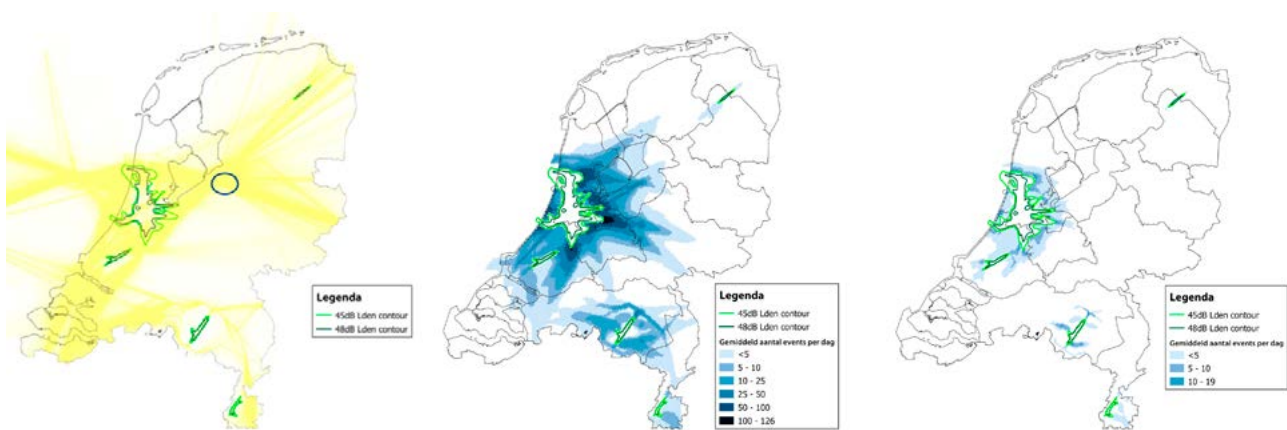 Legenda
45dB Lden contour
48dB Lden contour
Legenda
45dB Lden contour
48dB Lden contour
Gemiddeld aantal events per dag
<5
5 - 10
10 - 25
25 - 50
50 - 100
100 - 126
Legenda
45dB Lden contour
48dB Lden contour
Gemiddeld aantal events per dag
<5
5 - 10
10 - 19